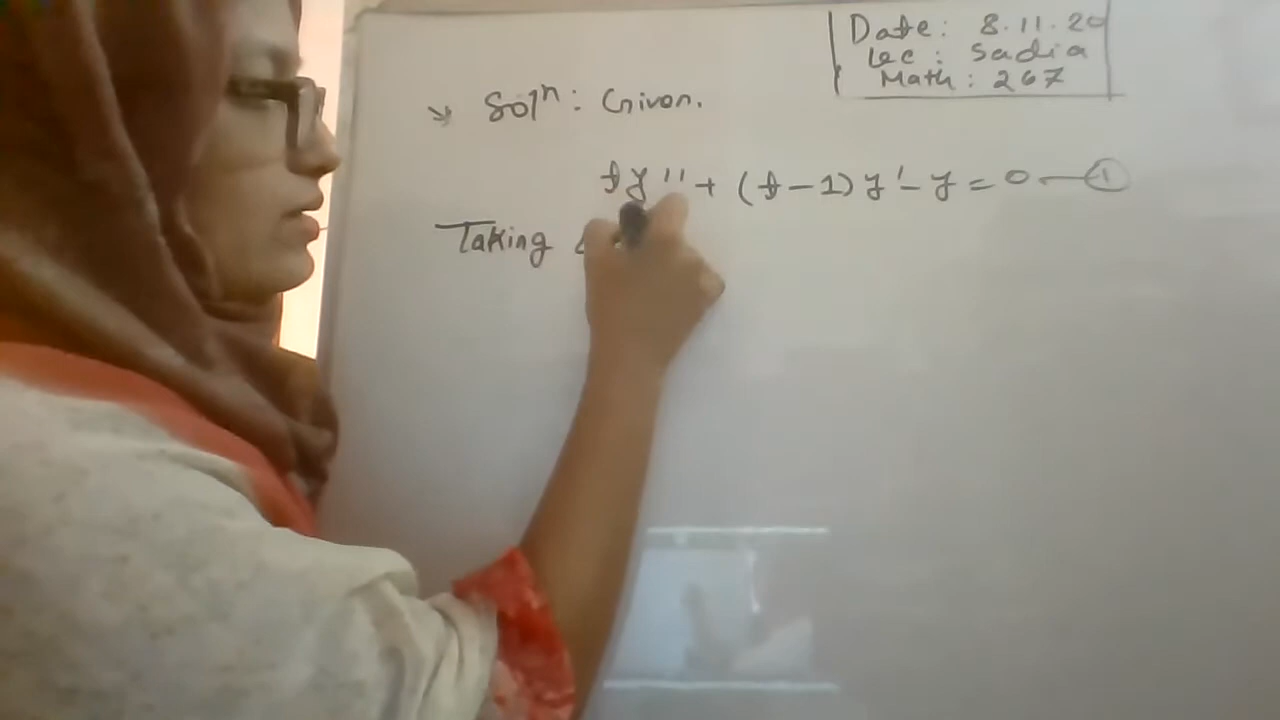 Date: 8.11.20
Lec: Sadia
Math: 267
Solⁿ: Given.
ty'' + (t-1) y' - y = 0 — ①
Taking